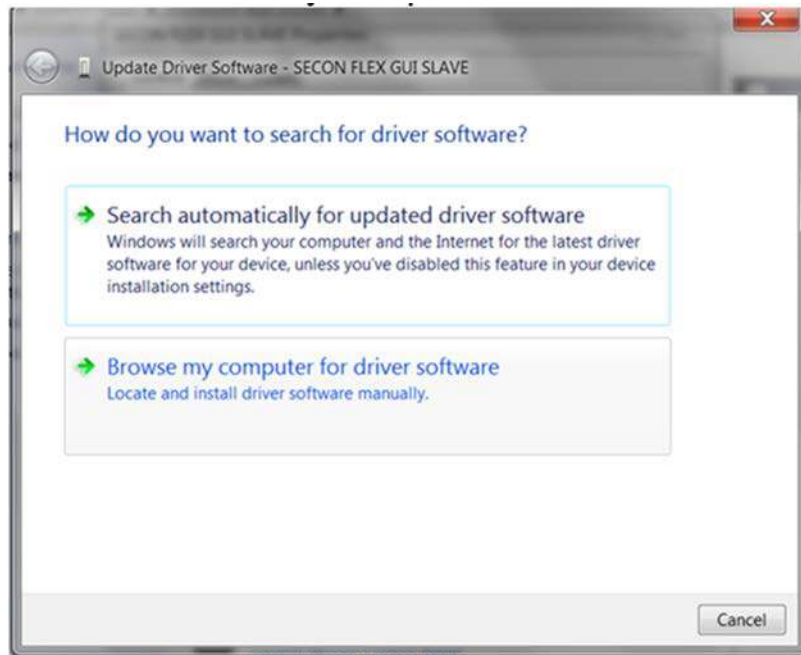 Update Driver Software - SECON FLEX GUI SLAVE
How do you want to search for driver software?
Search automatically for updated driver software
Windows will search your computer and the Internet for the latest driver
software for your device, unless you've disabled this feature in your device
installation settings.
Browse my computer for driver software
Locate and install driver software manually.
Cancel